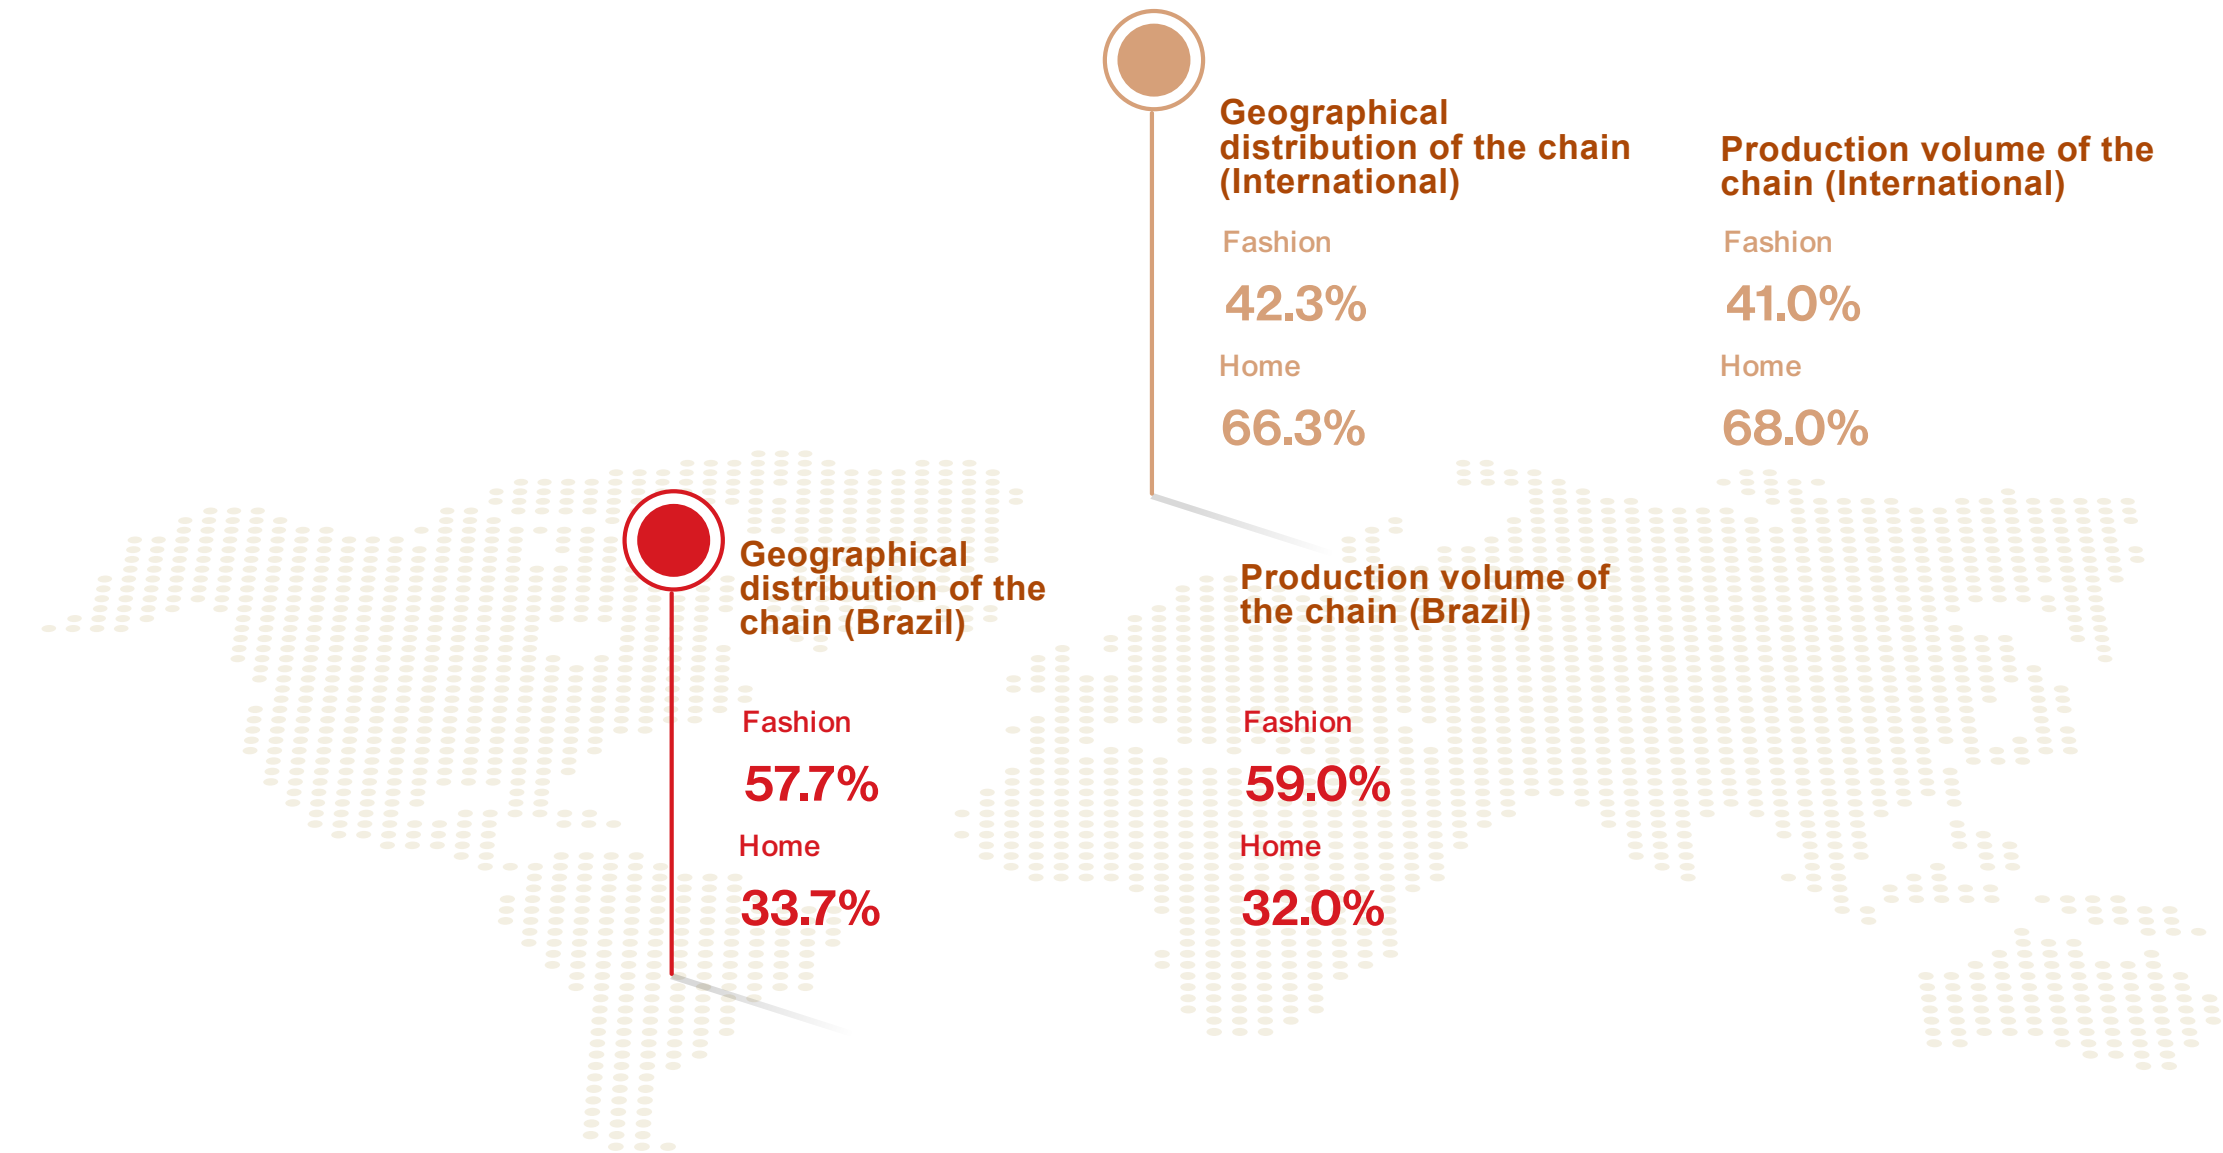 Geographical
distribution of the chain
(International)
Fashion
42.3%
Home
66.3%
Production volume of the
chain (International)
Fashion
41.0%
Home
68.0%
Geographical
distribution of the
chain (Brazil)
Fashion
57.7%
Home
33.7%
Production volume of
the chain (Brazil)
Fashion
59.0%
Home
32.0%